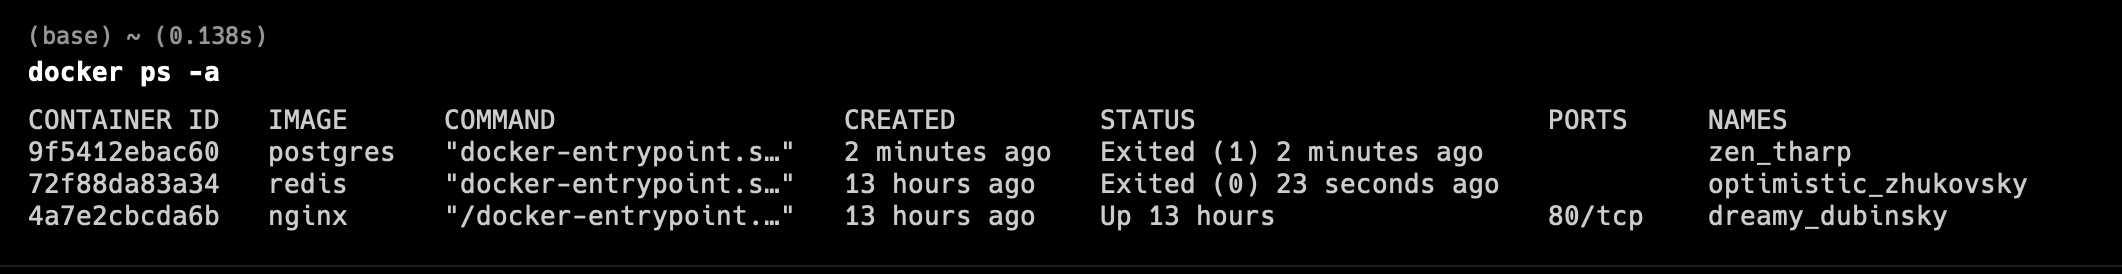 (base) ~ (0.138s)
docker ps -a
CONTAINER ID   IMAGE      COMMAND                  CREATED         STATUS                      PORTS     NAMES
9f5412ebac60   postgres   "docker-entrypoint.s…"   2 minutes ago   Exited (1) 2 minutes ago              zen_tharp
72f88da83a34   redis      "docker-entrypoint.s…"   13 hours ago    Exited (0) 23 seconds ago             optimistic_zhukovsky
4a7e2cbcda6b   nginx      "/docker-entrypoint.…"   13 hours ago    Up 13 hours                 80/tcp    dreamy_dubinsky